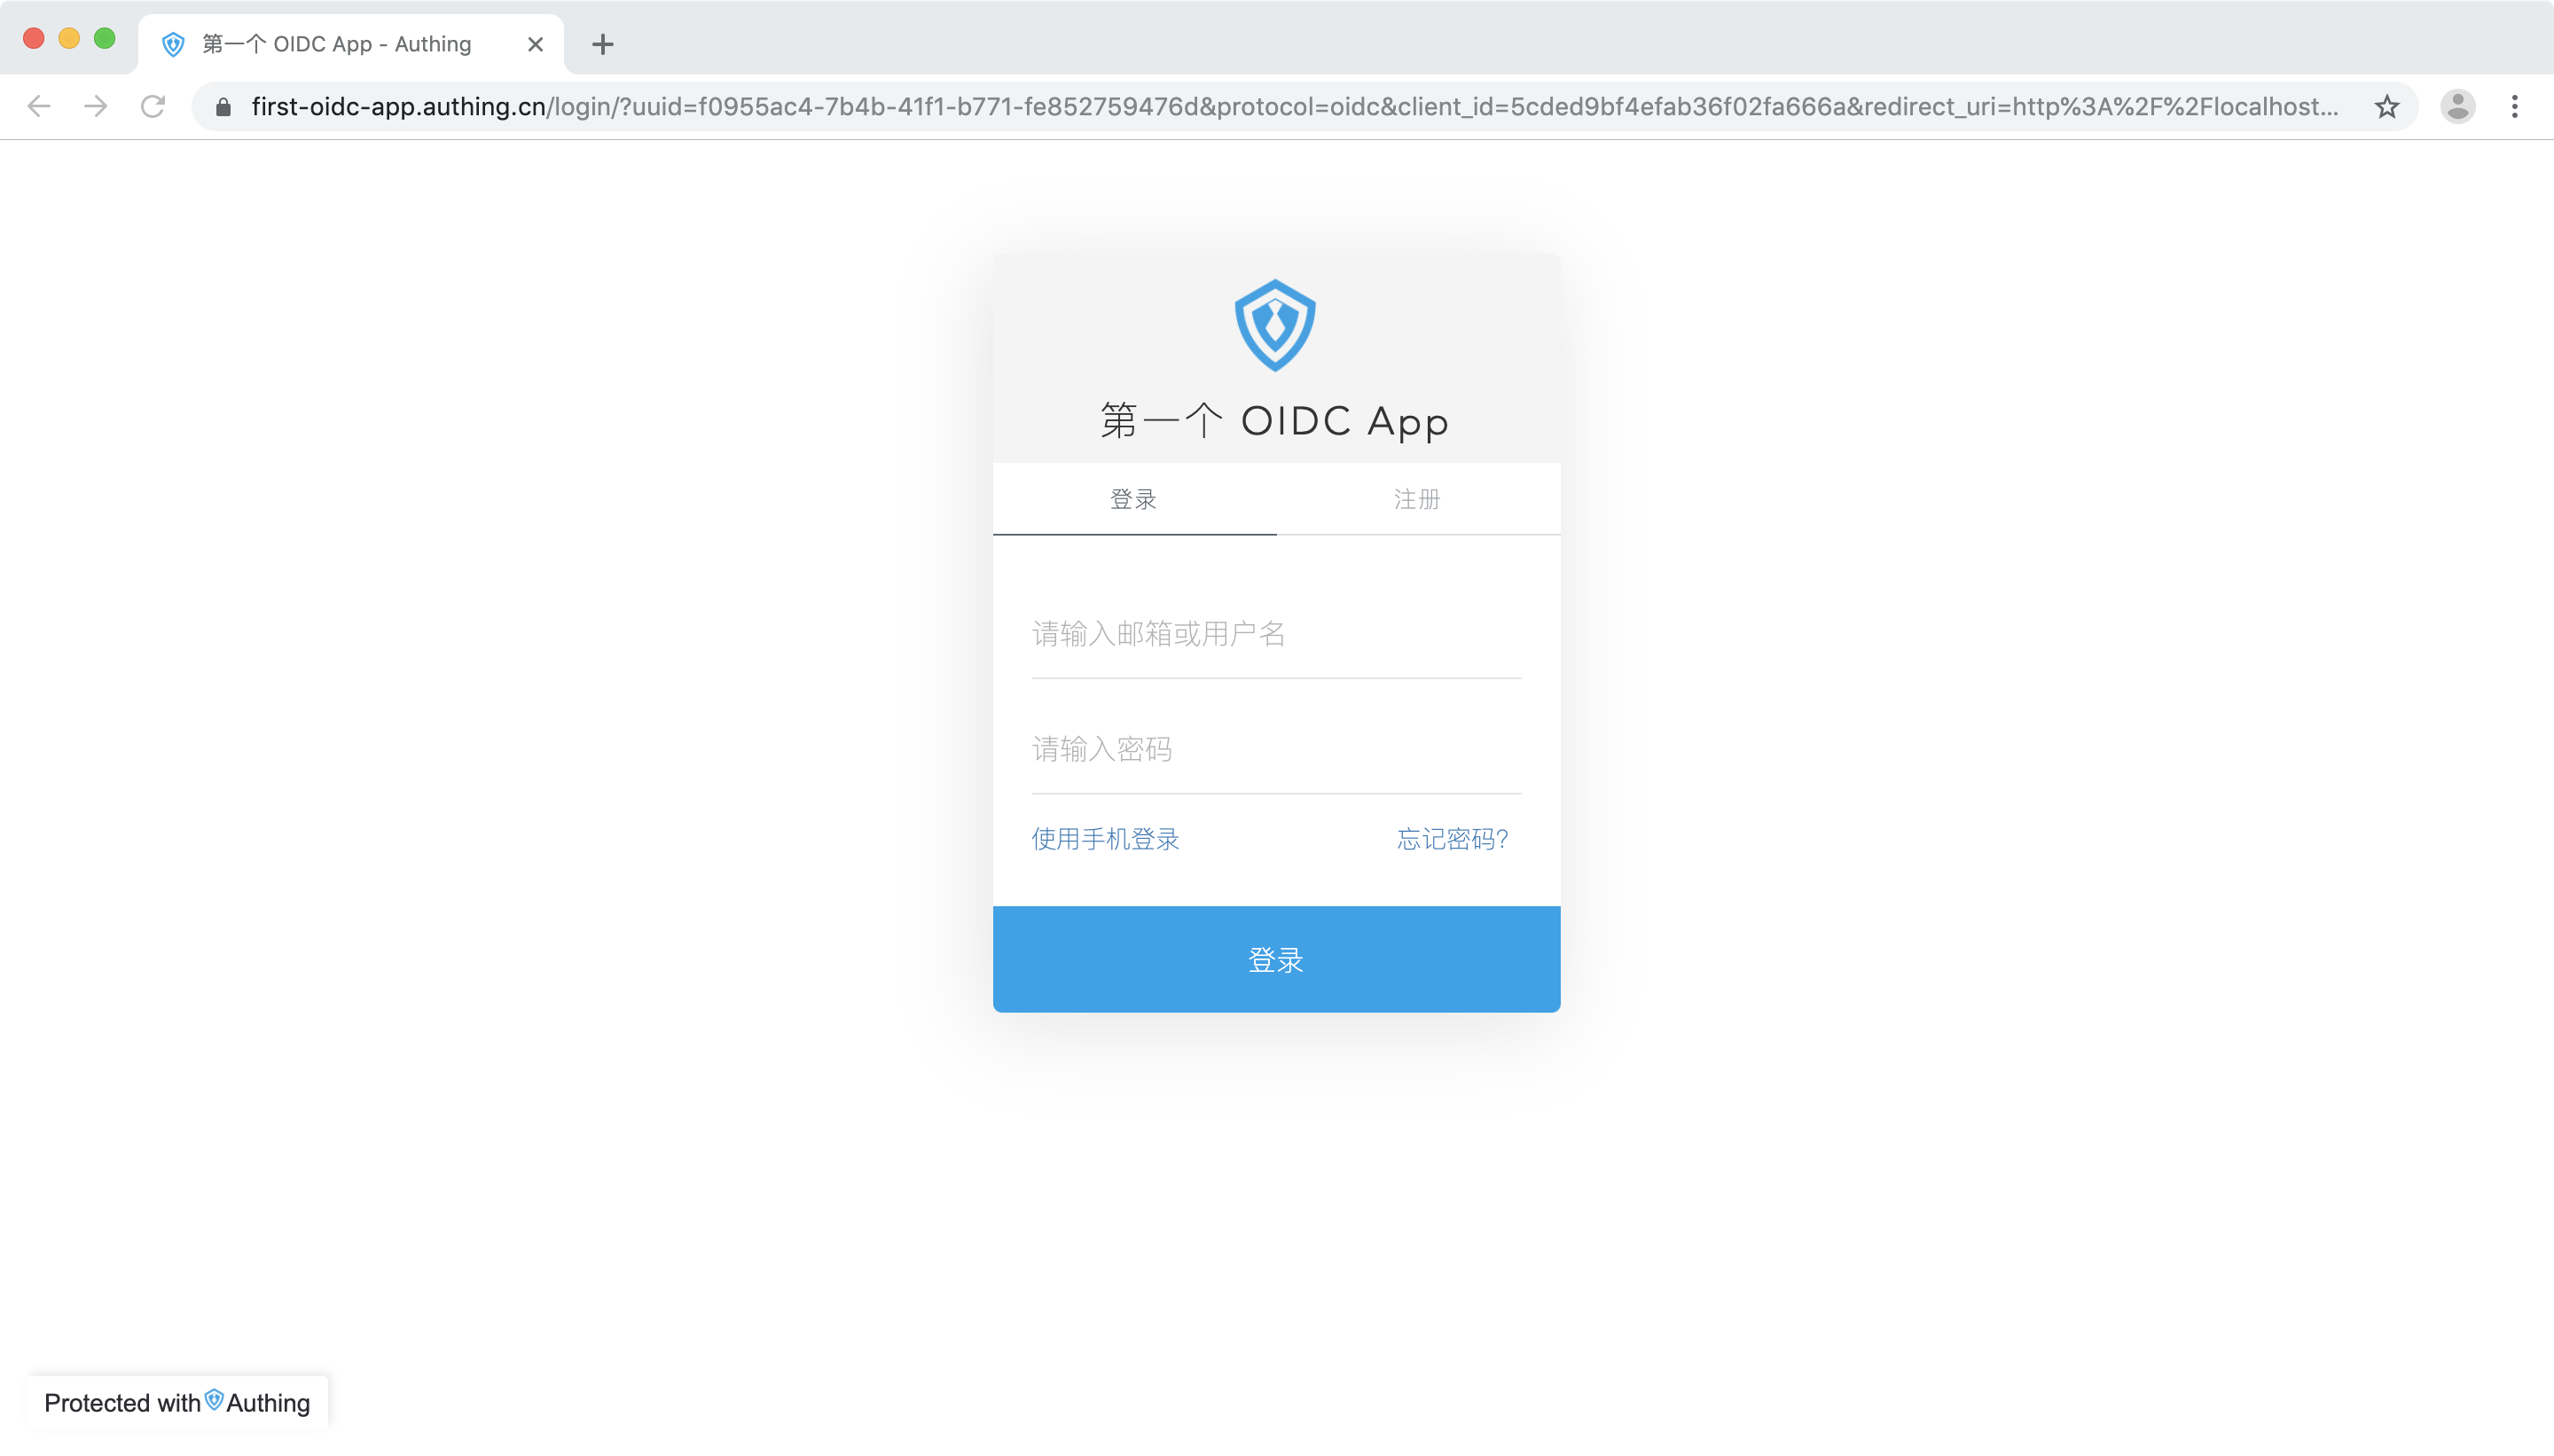 第一个 OIDC App - Authing
first-oidc-app.authing.cn/login/?uuid=f0955ac4-7b4b-41f1-b771-fe852759476d&protocol=oidc&client_id=5cded9bf4efab36f02fa666a&redirect_uri=http%3A%2F%2Flocalhost...
第一个 OIDC App
登录 注册
请输入邮箱或用户名
请输入密码
使用手机登录 忘记密码?
登录
Protected with Authing